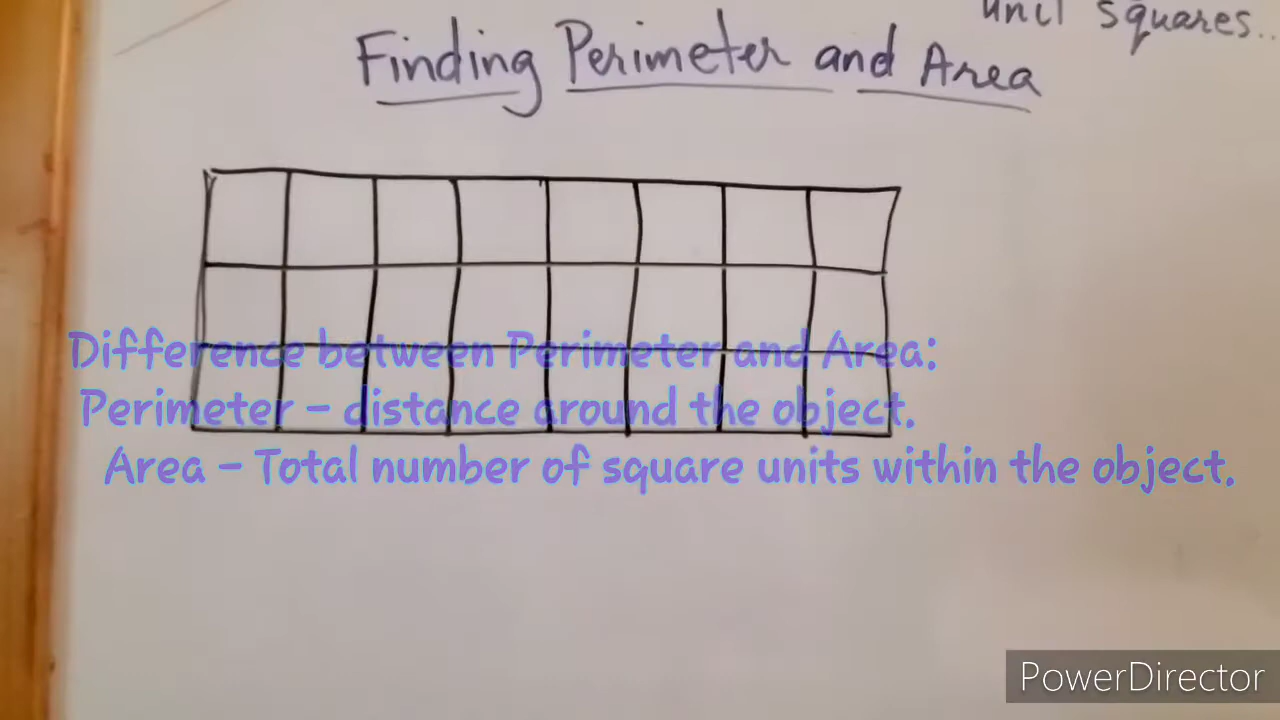 unit squares..
Finding Perimeter and Area
Difference between Perimeter and Area:
Perimeter - distance around the object.
Area - Total number of square units within the object.
PowerDirector